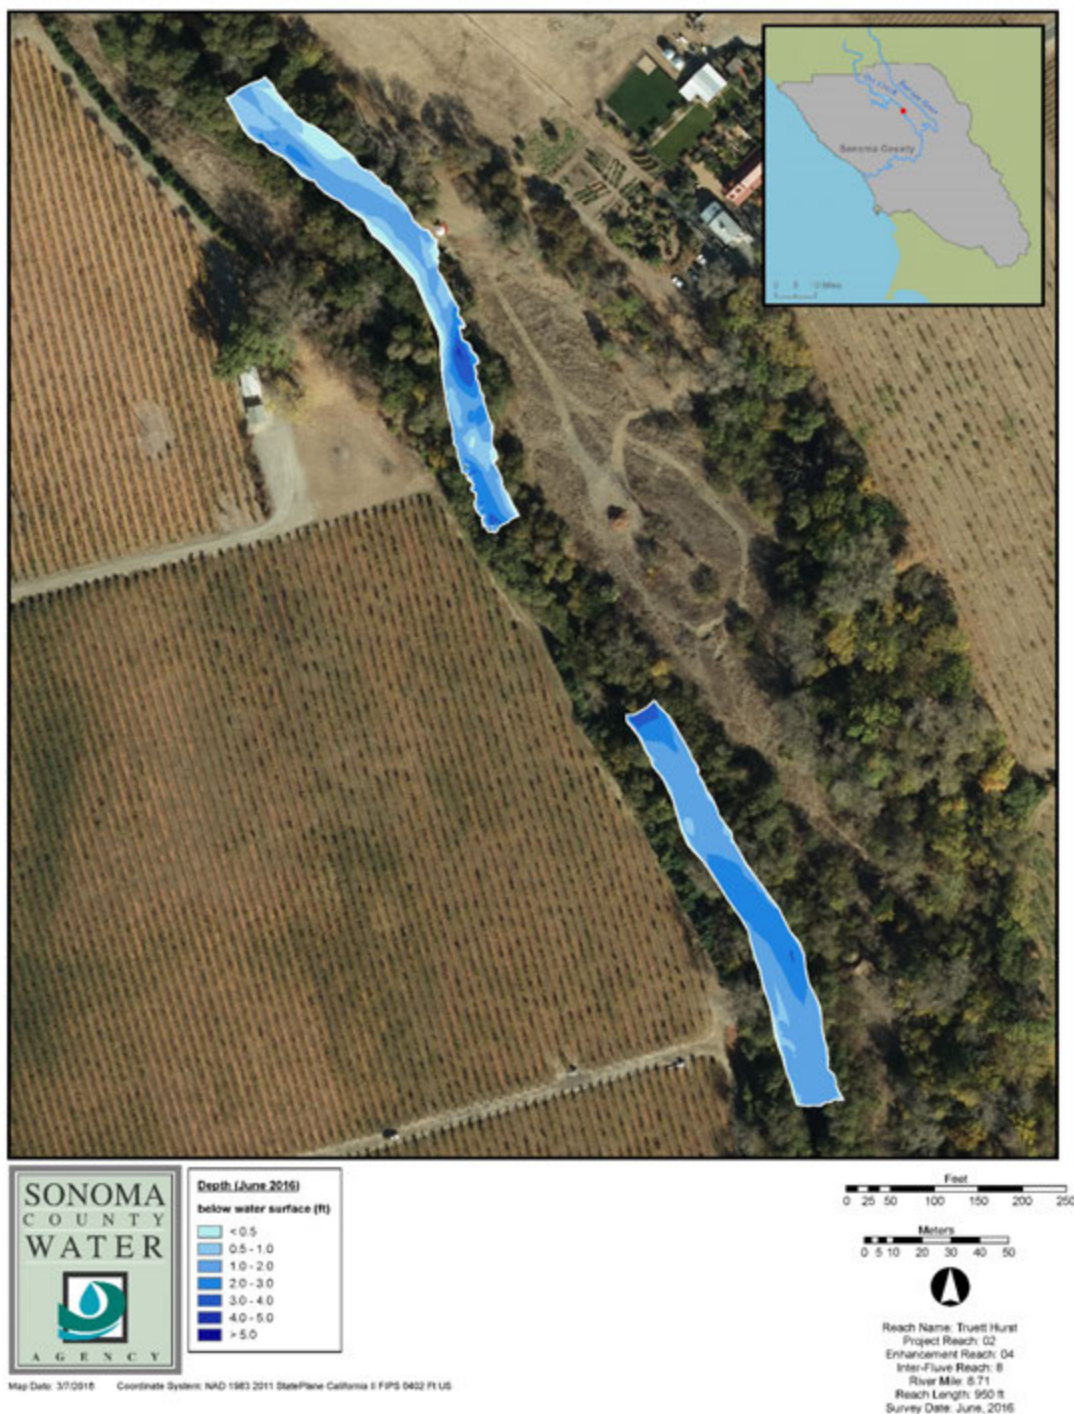 Dry Creek
Russian River
Sonoma County
SONOMA
COUNTY
WATER
AGENCY
Depth (June 2016)
below water surface (ft)
< 0.5
0.5 - 1.0
1.0 - 2.0
2.0 - 3.0
3.0 - 4.0
4.0 - 5.0
> 5.0
Feet
0 25 50 100 150 200 250
Meters
0 5 10 20 30 40 50
Reach Name: Truett Hurst
Project Reach: 02
Enhancement Reach: 04
Inter-Fluve Reach: 8
River Mile: 8.71
Reach Length: 950 ft
Survey Date: June, 2016
Map Date: 3/7/2018 Coordinate System: NAD 1983 2011 StatePlane California II FIPS 0402 Ft US